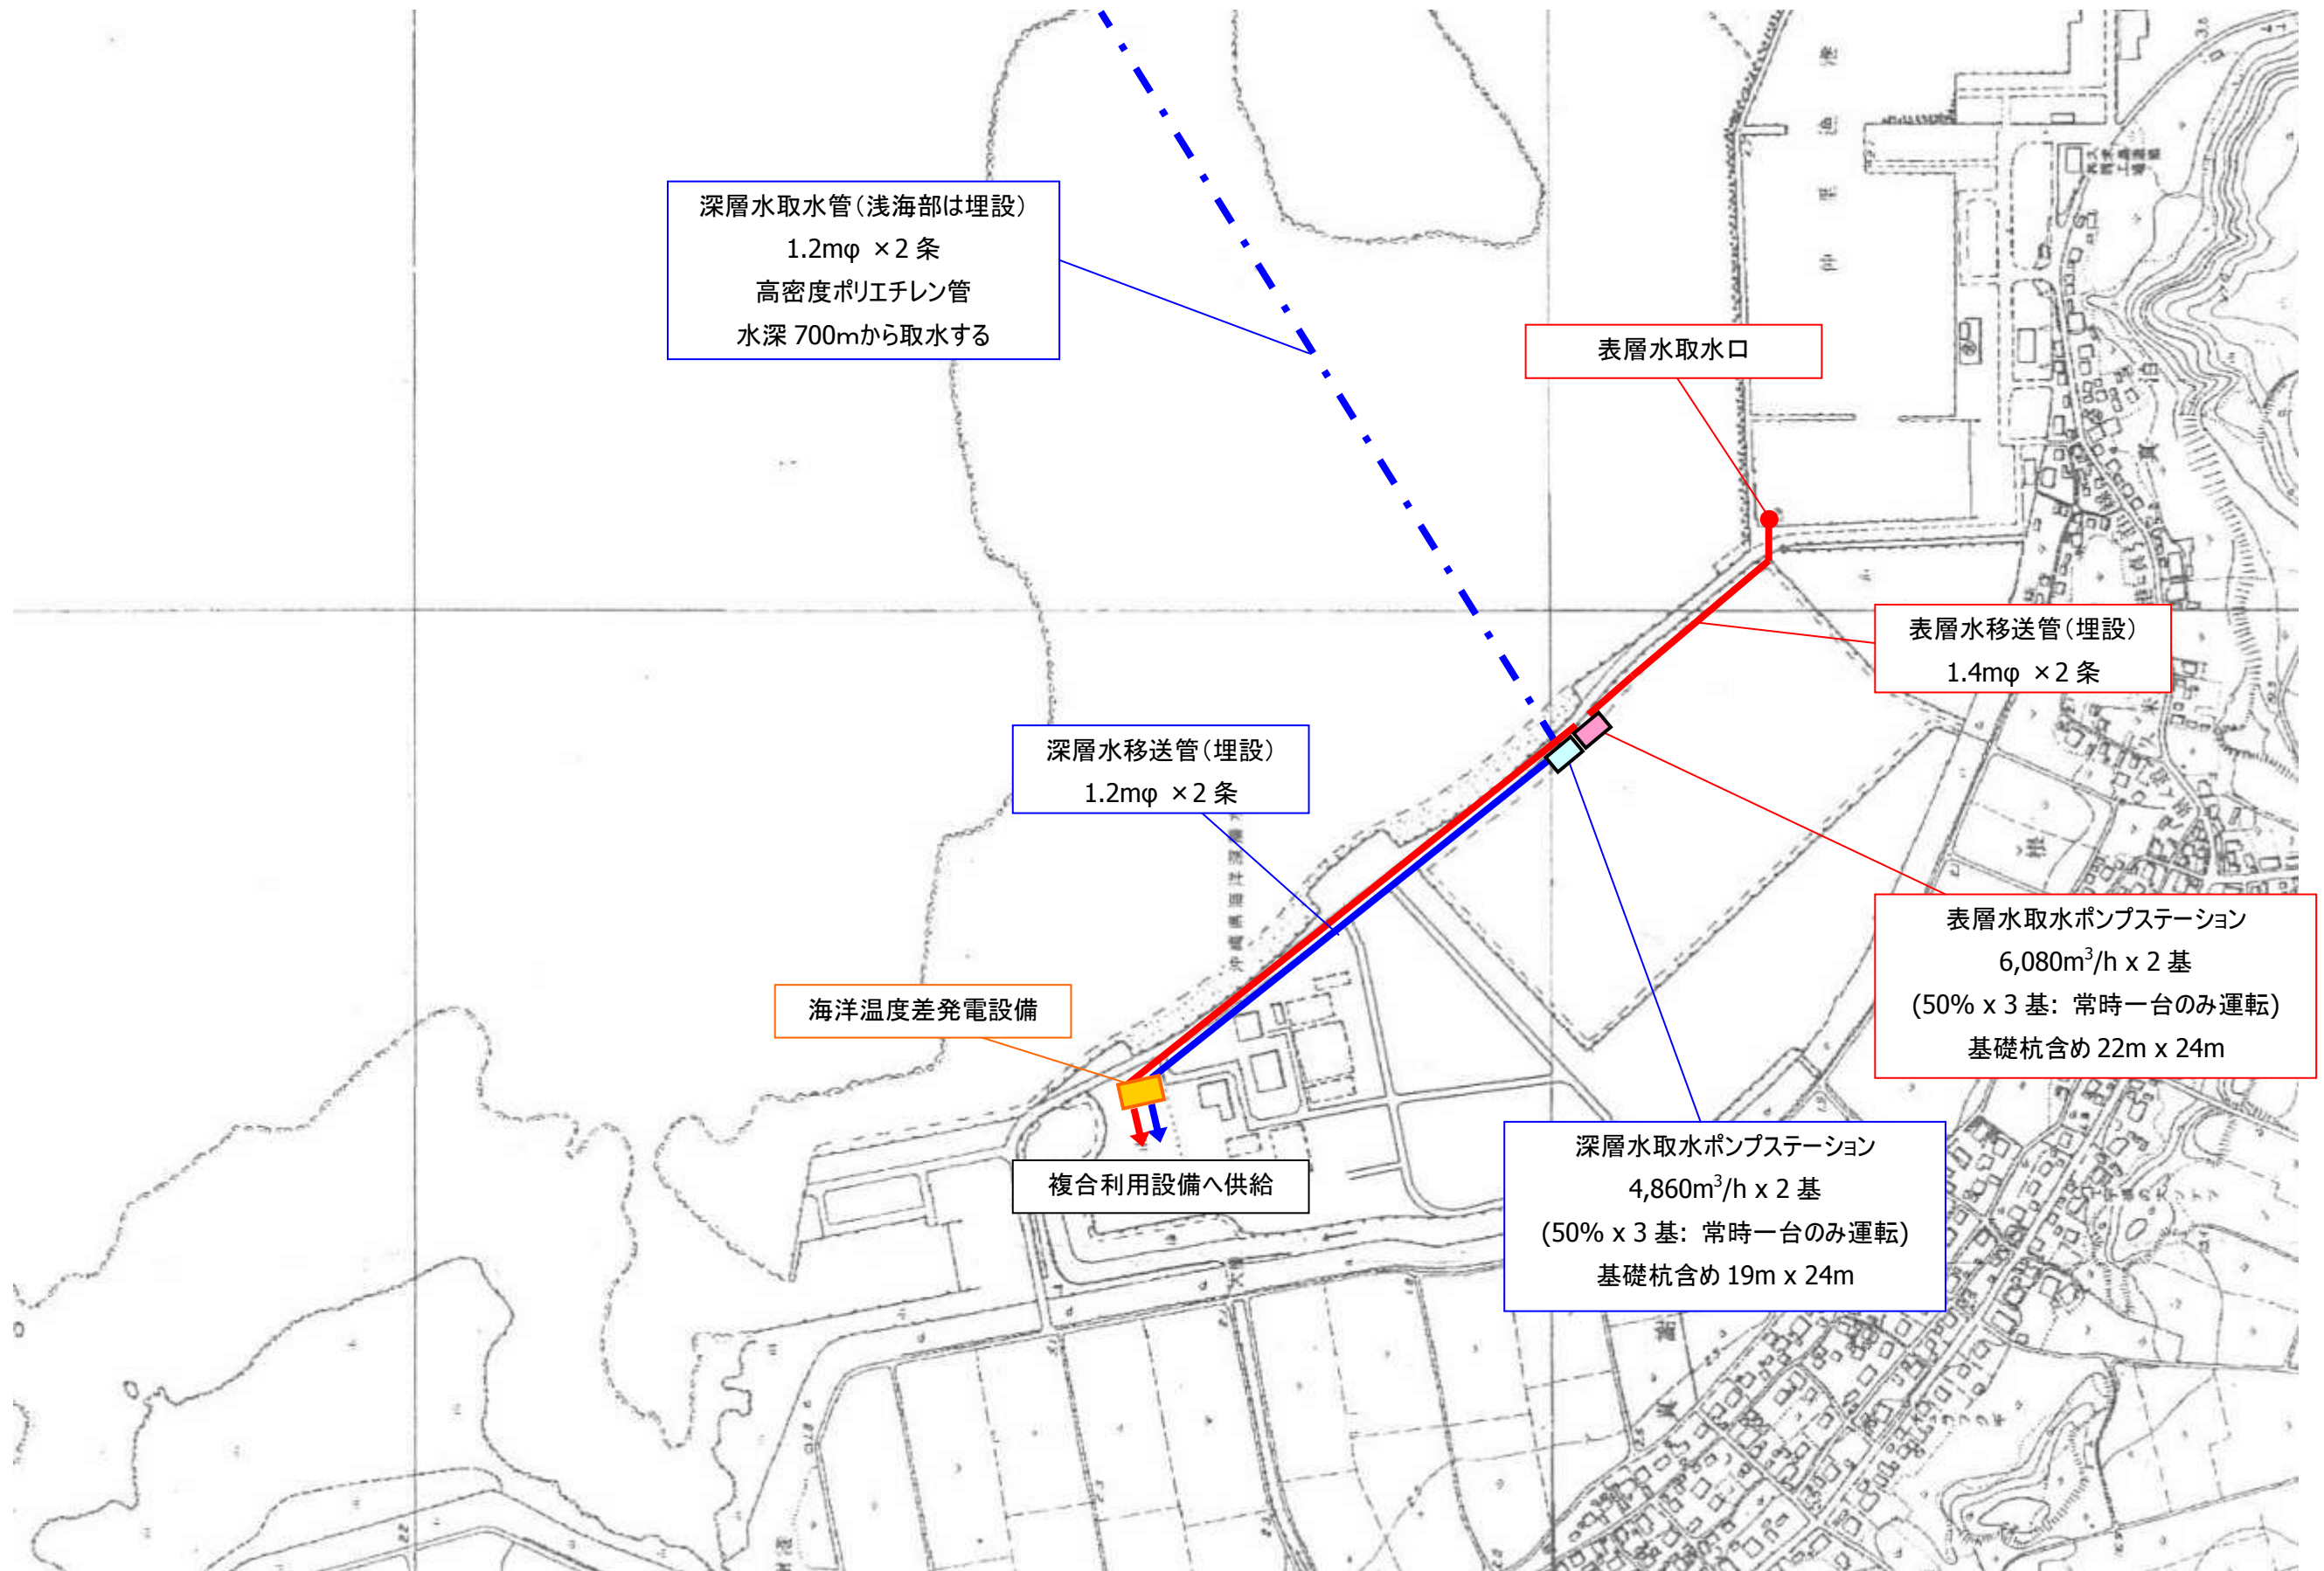 深層水取水管（浅海部は埋設）
1.2mφ ×2 条
高密度ポリエチレン管
水深 700mから取水する
表層水取水口
表層水移送管（埋設）
1.4mφ ×2 条
深層水移送管（埋設）
1.2mφ ×2 条
表層水取水ポンプステーション
6,080m³/h x 2 基
(50% x 3 基: 常時一台のみ運転)
基礎杭含め 22m x 24m
海洋温度差発電設備
深層水取水ポンプステーション
4,860m³/h x 2 基
(50% x 3 基: 常時一台のみ運転)
基礎杭含め 19m x 24m
複合利用設備へ供給